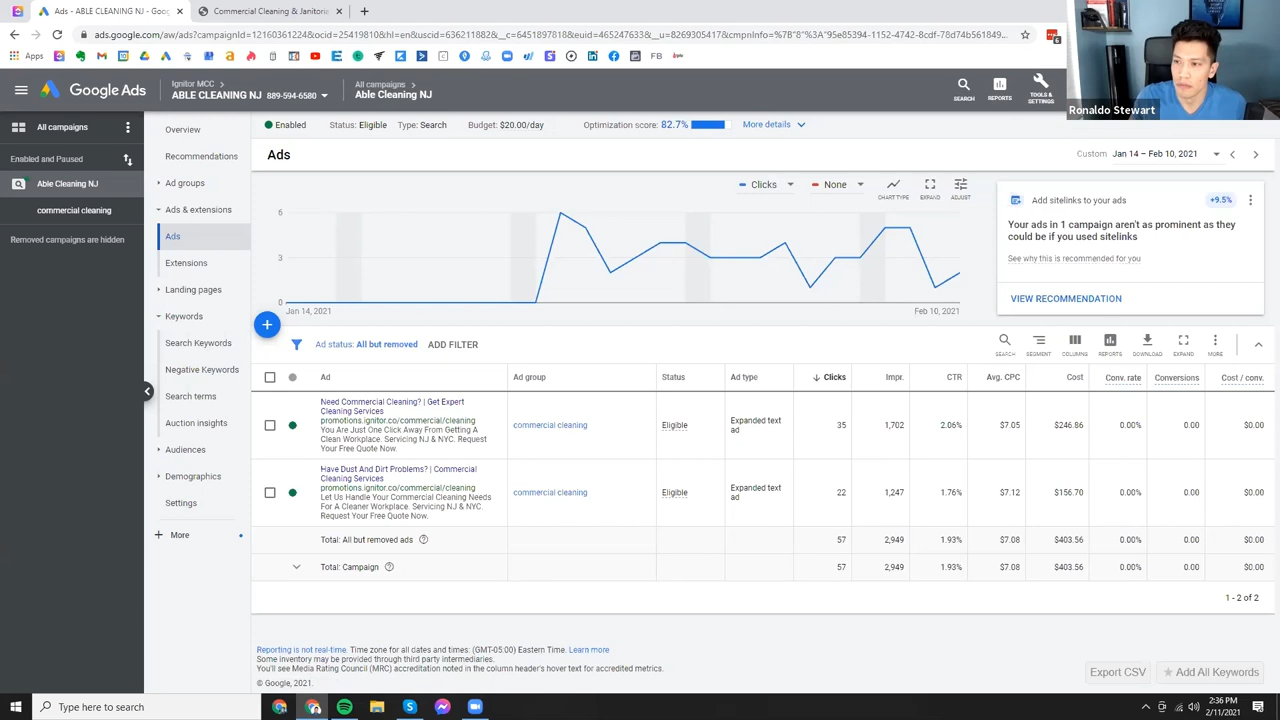 Ads - ABLE CLEANING NJ - Goog
Commercial Cleaning & Janitoria
ads.google.com/aw/ads?campaignId=12160361224&ocid=254198
Apps
FB
Ronaldo Stewart
Google Ads
Ignitor MCC
ABLE CLEANING NJ 889-594-6580
All campaigns
Able Cleaning NJ
SEARCH
REPORTS
TOOLS &
SETTINGS
All campaigns
Enabled and Paused
Able Cleaning NJ
commercial cleaning
Removed campaigns are hidden
Overview
Recommendations
Ad groups
Ads & extensions
Ads
Extensions
Landing pages
Keywords
Search Keywords
Negative Keywords
Search terms
Auction insights
Audiences
Demographics
Settings
More
Enabled Status: Eligible Type: Search Budget: $20.00/day Optimization score: 82.7% More details
Ads
Custom Jan 14 – Feb 10, 2021
Clicks
None
CHART TYPE
EXPAND
ADJUST
6
3
0
Jan 14, 2021
Feb 10, 2021
Add sitelinks to your ads
+9.5%
Your ads in 1 campaign aren't as prominent as they
could be if you used sitelinks
See why this is recommended for you
VIEW RECOMMENDATION
Ad status: All but removed ADD FILTER
SEARCH
SEGMENT
COLUMNS
REPORTS
DOWNLOAD
EXPAND
MORE
Ad Ad group Status Ad type Clicks Impr. CTR Avg. CPC Cost Conv. rate Conversions Cost / conv.
Need Commercial Cleaning? | Get Expert
Cleaning Services
promotions.ignitor.co/commercial/cleaning
You Are Just One Click Away From Getting A
Clean Workplace. Servicing NJ & NYC. Request
Your Free Quote Now.
commercial cleaning
Eligible
Expanded text
ad
35 1,702 2.06% $7.05 $246.86 0.00% 0.00 $0.00
Have Dust And Dirt Problems? | Commercial
Cleaning Services
promotions.ignitor.co/commercial/cleaning
Let Us Handle Your Commercial Cleaning Needs
For A Cleaner Workplace. Servicing NJ & NYC.
Request Your Free Quote Now.
commercial cleaning
Eligible
Expanded text
ad
22 1,247 1.76% $7.12 $156.70 0.00% 0.00 $0.00
Total: All but removed ads 57 2,949 1.93% $7.08 $403.56 0.00% 0.00 $0.00
Total: Campaign 57 2,949 1.93% $7.08 $403.56 0.00% 0.00 $0.00
1 - 2 of 2
Reporting is not real-time. Time zone for all dates and times: (GMT-05:00) Eastern Time. Learn more
Some inventory may be provided through third party intermediaries.
You'll see Media Rating Council (MRC) accreditation noted in the column header's hover text for accredited metrics.
© Google, 2021.
Export CSV
Add All Keywords
Type here to search
2:36 PM
2/11/2021